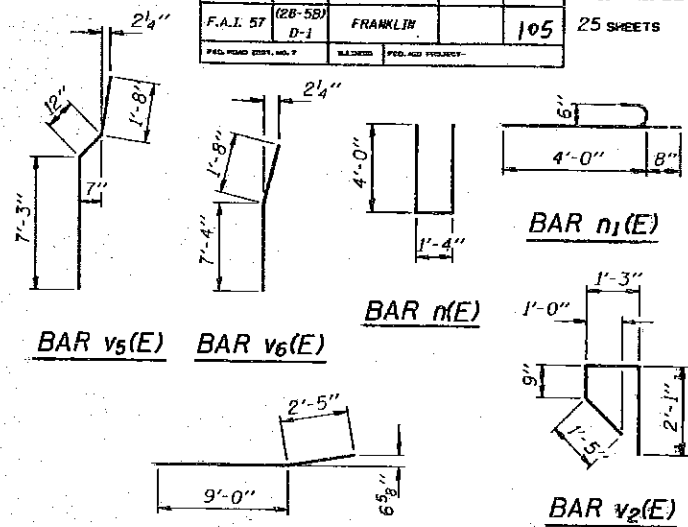 F.A.I. 57
(28-5B)
D-1
FRANKLIN
105
25 SHEETS
ILLINOIS
2¼"
12"
1'-8"
7"
7'-3"
BAR v5(E)
2¼"
1'-8"
7'-4"
BAR v6(E)
4'-0"
1'-4"
BAR n(E)
6"
4'-0"
8"
BAR n1(E)
2'-5"
9'-0"
6⅝"
1'-3"
1'-0"
9"
1'-5"
2'-1"
BAR v2(E)